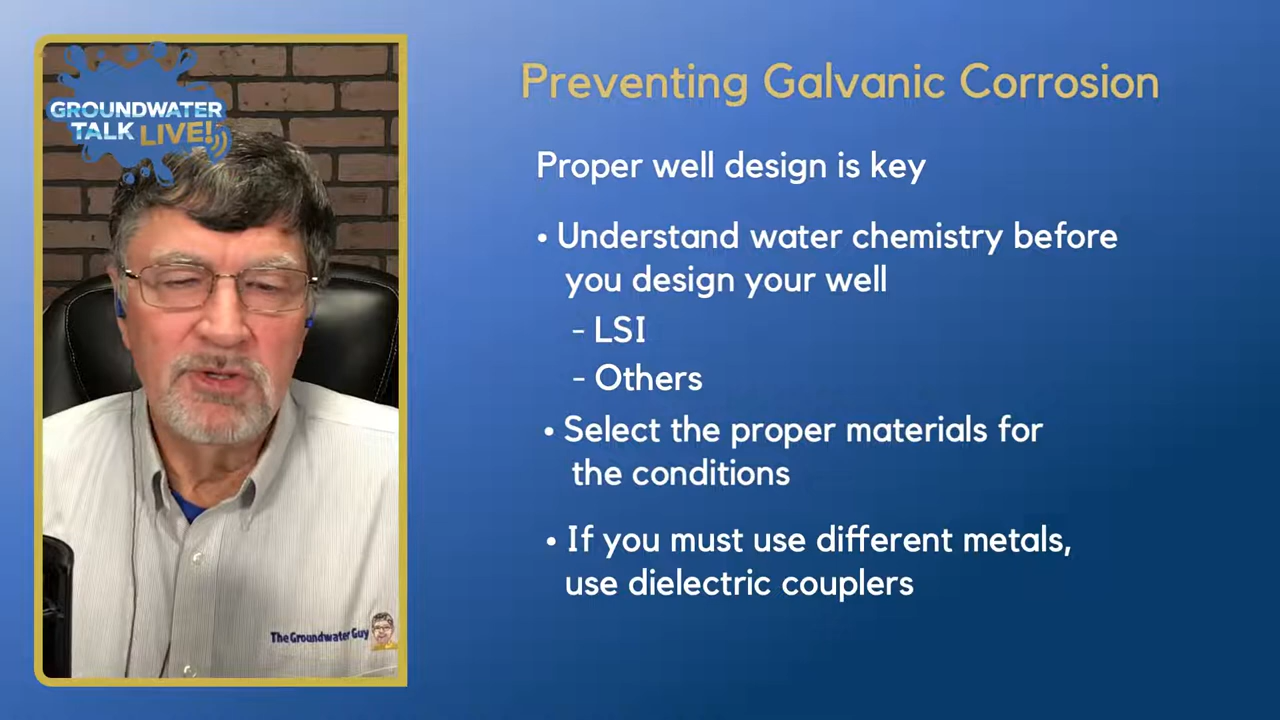 GROUNDWATER
TALK LIVE!
The Groundwater Guy
Preventing Galvanic Corrosion
Proper well design is key
• Understand water chemistry before
you design your well
- LSI
- Others
• Select the proper materials for
the conditions
• If you must use different metals,
use dielectric couplers